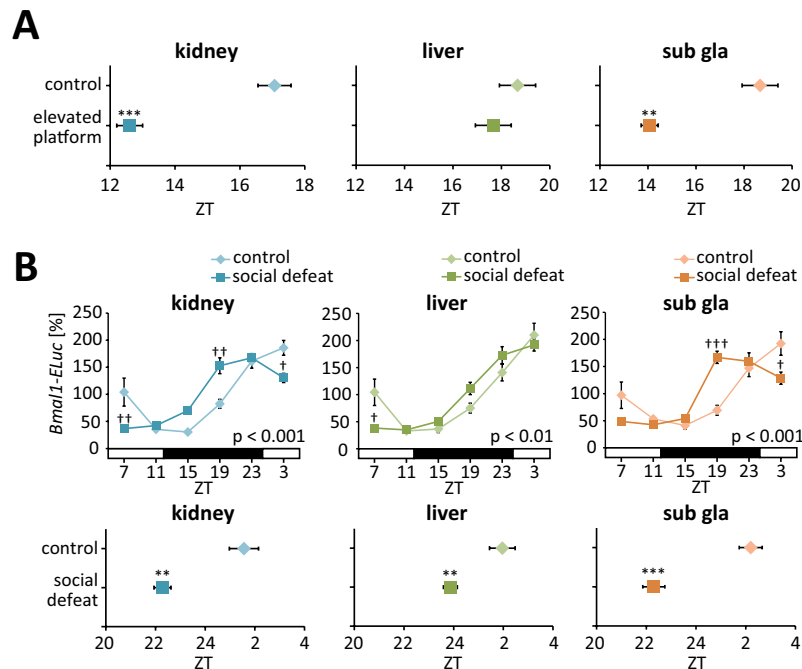 A
kidney liver sub gla
control
elevated
platform
*** **
12 14 16 18 12 14 16 18 20 12 14 16 18 20
ZT ZT ZT
B
control control control
social defeat social defeat social defeat
kidney liver sub gla
Bmal1-ELuc [%]
250 250 250
200 200 200
150 150 150
100 100 100
50 50 50
0 0 0
†† †† † † ††† †
p < 0.001 p < 0.01 p < 0.001
7 11 15 19 23 3 7 11 15 19 23 3 7 11 15 19 23 3
ZT ZT ZT
kidney liver sub gla
control
social
defeat
** ** ***
20 22 24 2 4 20 22 24 2 4 20 22 24 2 4
ZT ZT ZT